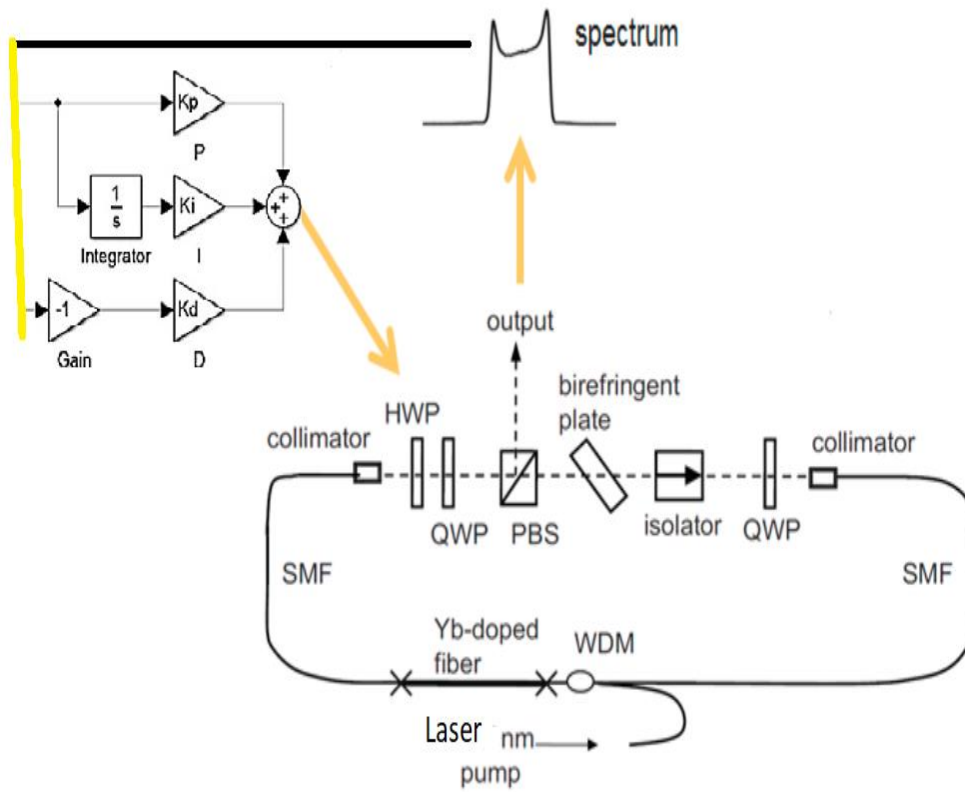 spectrum
Kp
P
1
s
Ki
Integrator
I
-1
Kd
Gain
D
+
+
+
output
birefringent
plate
HWP
collimator
collimator
QWP
PBS
isolator
QWP
SMF
SMF
Yb-doped
fiber
WDM
Laser nm
pump